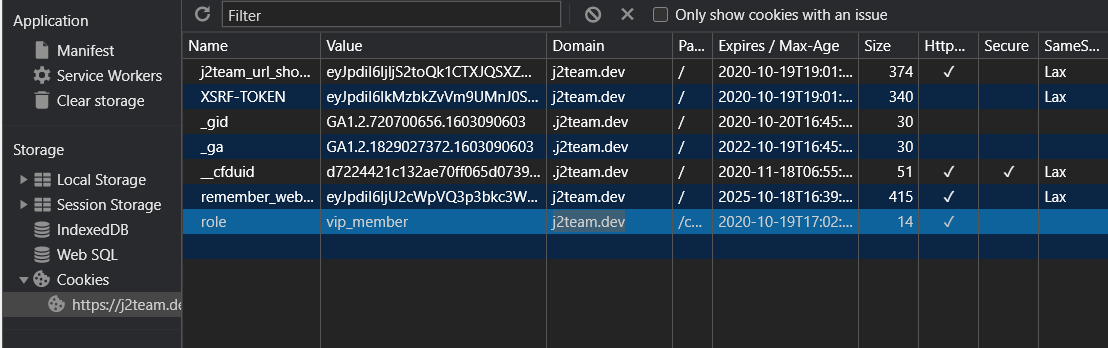 Application
Manifest
Service Workers
Clear storage
Storage
Local Storage
Session Storage
IndexedDB
Web SQL
Cookies
https://j2team.de
Filter
Only show cookies with an issue
Name Value Domain Pa... Expires / Max-Age Size Http... Secure SameS...
j2team_url_sho... eyJpdiI6IjljS2toQk1CTXJQSXZ... j2team.dev / 2020-10-19T19:01:... 374 ✓ Lax
XSRF-TOKEN eyJpdiI6IkMzbkZvVm9UMnJ0S... j2team.dev / 2020-10-19T19:01:... 340 Lax
_gid GA1.2.720700656.1603090603 .j2team.dev / 2020-10-20T16:45:... 30
_ga GA1.2.1829027372.1603090603 .j2team.dev / 2022-10-19T16:45:... 30
__cfduid d7224421c132ae70ff065d0739... .j2team.dev / 2020-11-18T06:55:... 51 ✓ ✓ Lax
remember_web... eyJpdiI6IjU2cWpVQ3p3bkc3W... j2team.dev / 2025-10-18T16:39:... 415 ✓ Lax
role vip_member j2team.dev /c... 2020-10-19T17:02:... 14 ✓